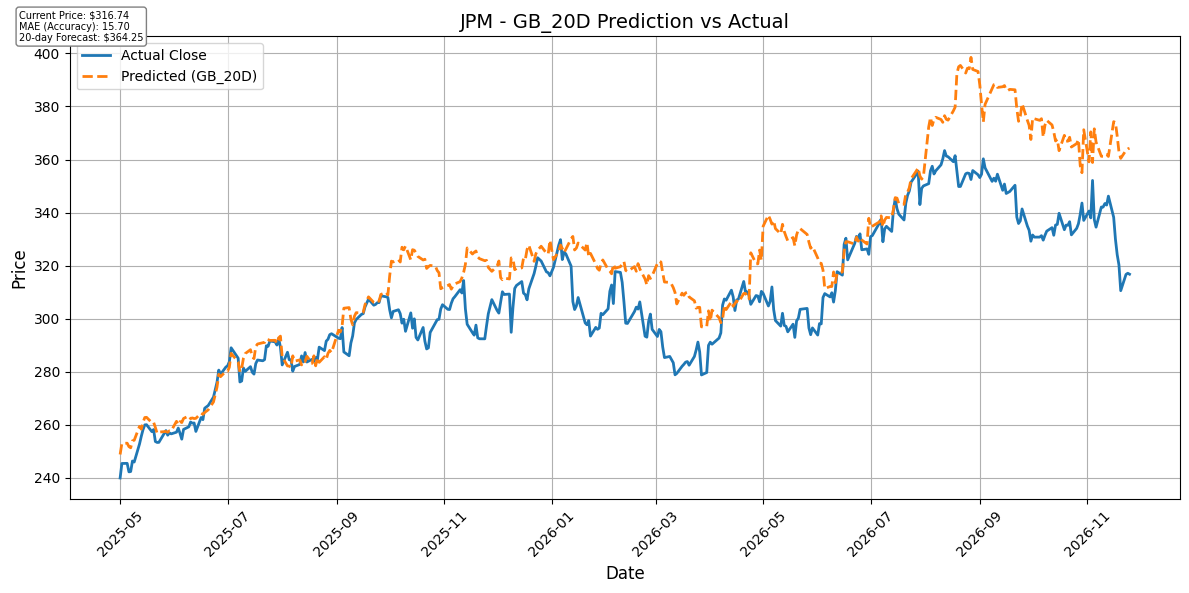 JPM - GB_20D Prediction vs Actual
Current Price: $316.74
MAE (Accuracy): 15.70
20-day Forecast: $364.25
Actual Close
Predicted (GB_20D)
Price
400
380
360
340
320
300
280
260
240
2025-05
2025-07
2025-09
2025-11
2026-01
2026-03
2026-05
2026-07
2026-09
2026-11
Date